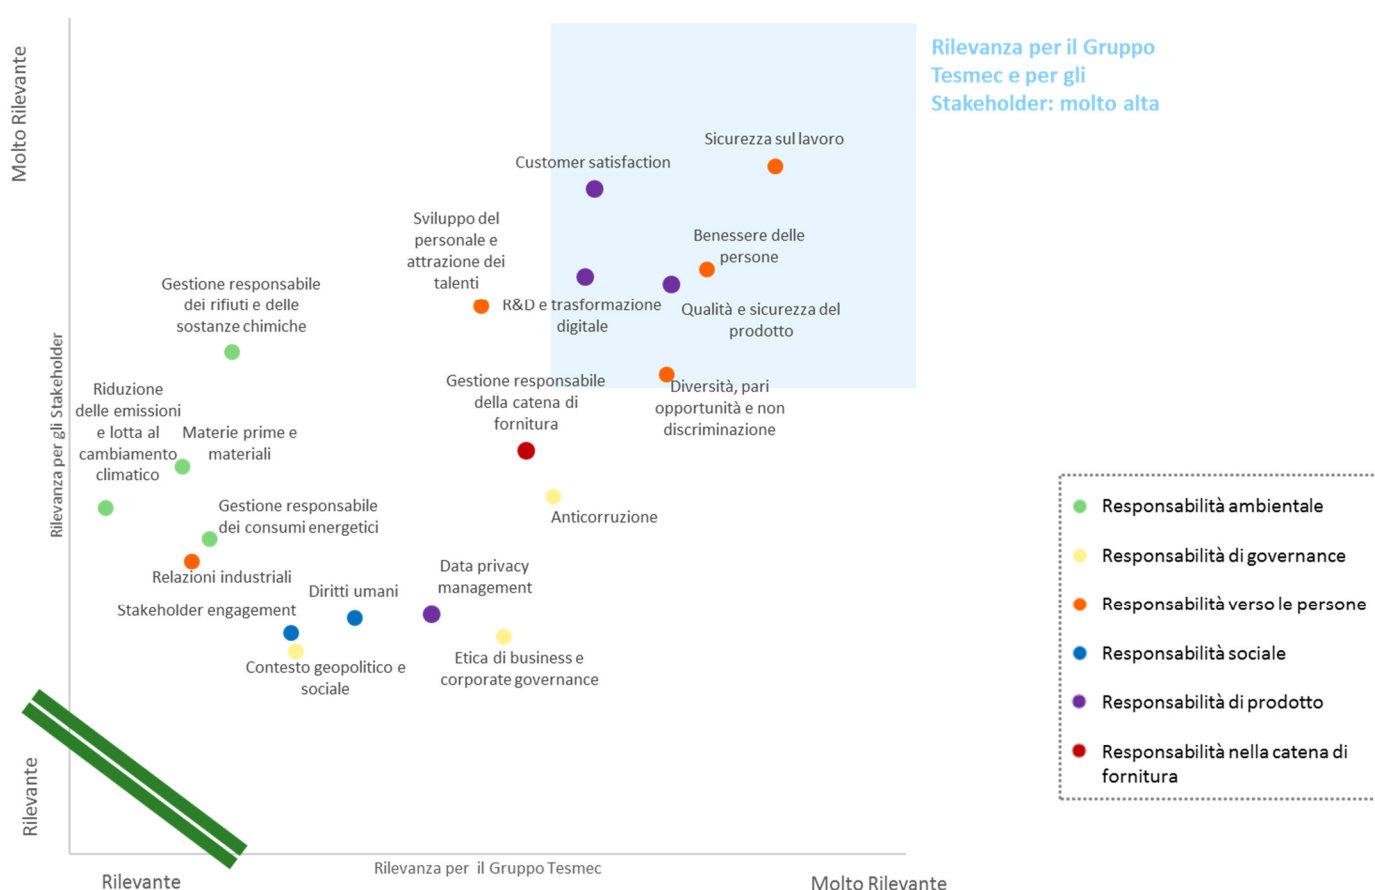 Molto Rilevante
Rilevanza per il Gruppo
Tesmec e per gli
Stakeholder: molto alta
Sicurezza sul lavoro
Customer satisfaction
Sviluppo del
personale e
attrazione dei
talenti
Benessere delle
persone
Gestione responsabile
dei rifiuti e delle
sostanze chimiche
R&D e trasformazione
digitale
Qualità e sicurezza del
prodotto
Rilevanza per gli Stakeholder
Riduzione
delle emissioni
e lotta al
cambiamento
climatico
Materie prime e
materiali
Gestione responsabile
della catena di
fornitura
Diversità, pari
opportunità e non
discriminazione
Gestione responsabile
dei consumi energetici
Anticorruzione
Relazioni industriali
Data privacy
management
Diritti umani
Stakeholder engagement
Contesto geopolitico e
sociale
Etica di business e
corporate governance
Responsabilità ambientale
Responsabilità di governance
Responsabilità verso le persone
Responsabilità sociale
Responsabilità di prodotto
Responsabilità nella catena di
fornitura
Rilevante
Rilevanza per il Gruppo Tesmec
Rilevante
Molto Rilevante